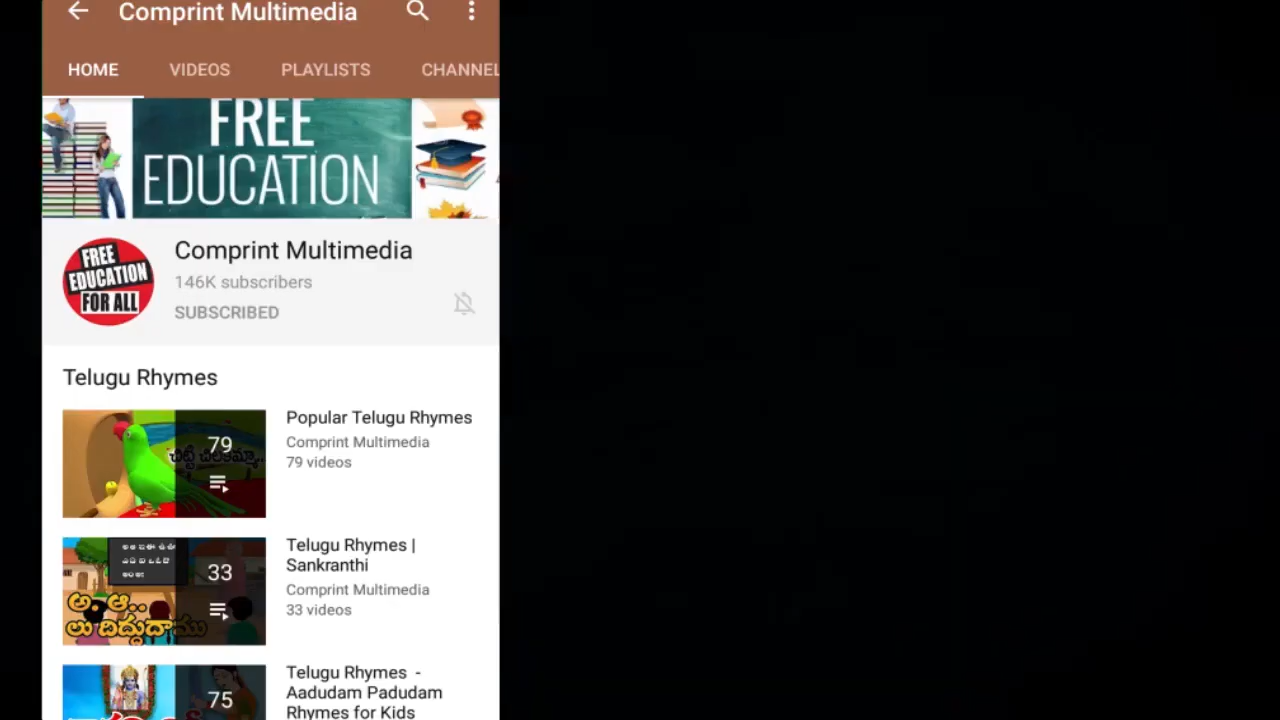 Comprint Multimedia
HOME VIDEOS PLAYLISTS CHANNEL
FREE
EDUCATION
FREE
EDUCATION
FOR ALL
Comprint Multimedia
146K subscribers
SUBSCRIBED
Telugu Rhymes
79
చిట్టి చిలకమ్మా..
Popular Telugu Rhymes
Comprint Multimedia
79 videos
33
అ. ఆ..
లు దిద్దుదాము
Telugu Rhymes |
Sankranthi
Comprint Multimedia
33 videos
75
Telugu Rhymes -
Aadudam Padudam
Rhymes for Kids